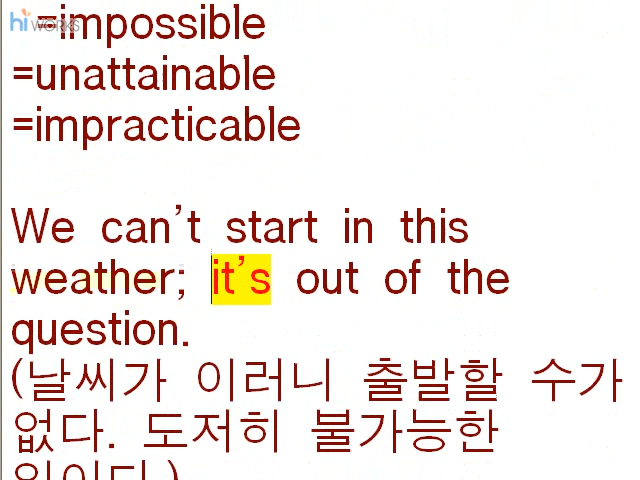 hiworks
=impossible
=unattainable
=impracticable
We can't start in this
weather; it's out of the
question.
(날씨가 이러니 출발할 수가
없다. 도저히 불가능한